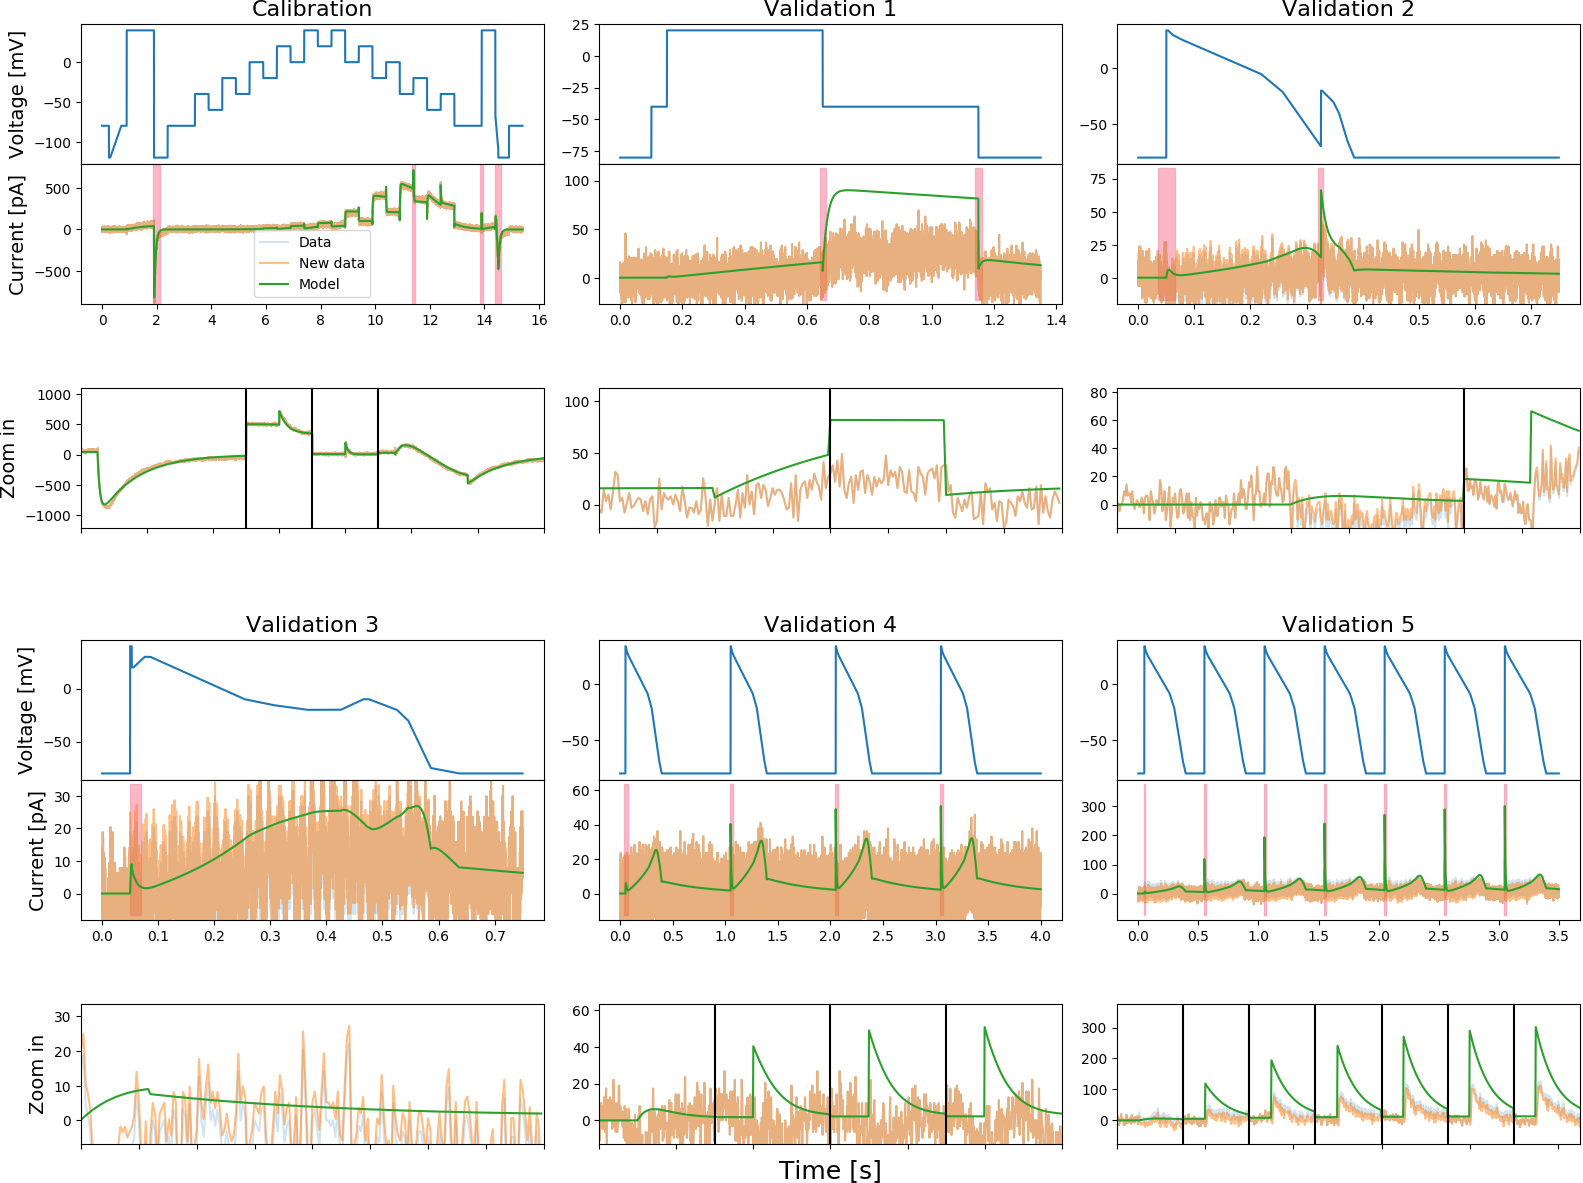 Calibration
Validation 1
Validation 2
Voltage [mV]
0
−50
−100
25
0
−25
−50
−75
0
−50
Current [pA]
500
0
−500
Data
New data
Model
100
50
0
75
50
25
0
0 2 4 6 8 10 12 14 16
0.0 0.2 0.4 0.6 0.8 1.0 1.2 1.4
0.0 0.1 0.2 0.3 0.4 0.5 0.6 0.7
Zoom in
1000
500
0
−500
−1000
100
50
0
80
60
40
20
0
Validation 3
Validation 4
Validation 5
Voltage [mV]
0
−50
0
−50
0
−50
Current [pA]
30
20
10
0
60
40
20
0
300
200
100
0
0.0 0.1 0.2 0.3 0.4 0.5 0.6 0.7
0.0 0.5 1.0 1.5 2.0 2.5 3.0 3.5 4.0
0.0 0.5 1.0 1.5 2.0 2.5 3.0 3.5
Zoom in
30
20
10
0
60
40
20
0
300
200
100
0
Time [s]